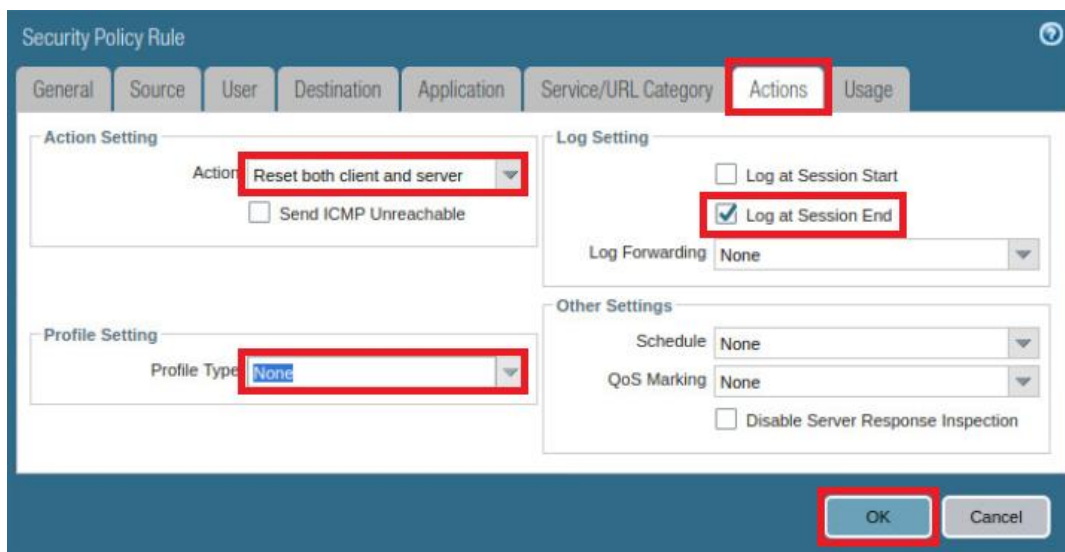 Security Policy Rule
General Source User Destination Application Service/URL Category Actions Usage
Action Setting
Action Reset both client and server
Send ICMP Unreachable
Profile Setting
Profile Type None
Log Setting
Log at Session Start
Log at Session End
Log Forwarding None
Other Settings
Schedule None
QoS Marking None
Disable Server Response Inspection
OK Cancel